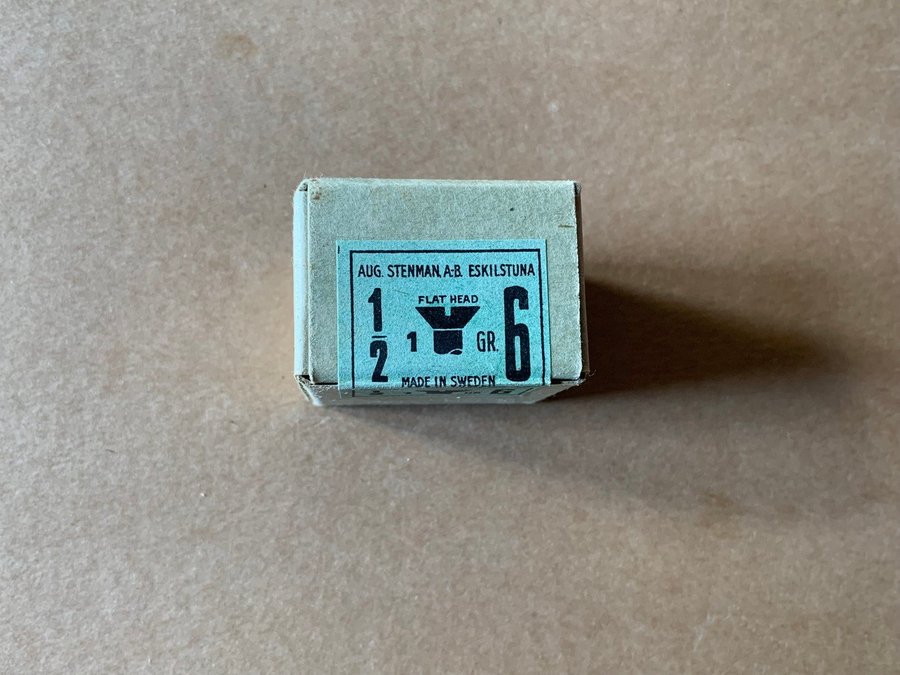 AUG. STENMAN, A.-B. ESKILSTUNA
FLAT HEAD
1/2 1 GR. 6
MADE IN SWEDEN